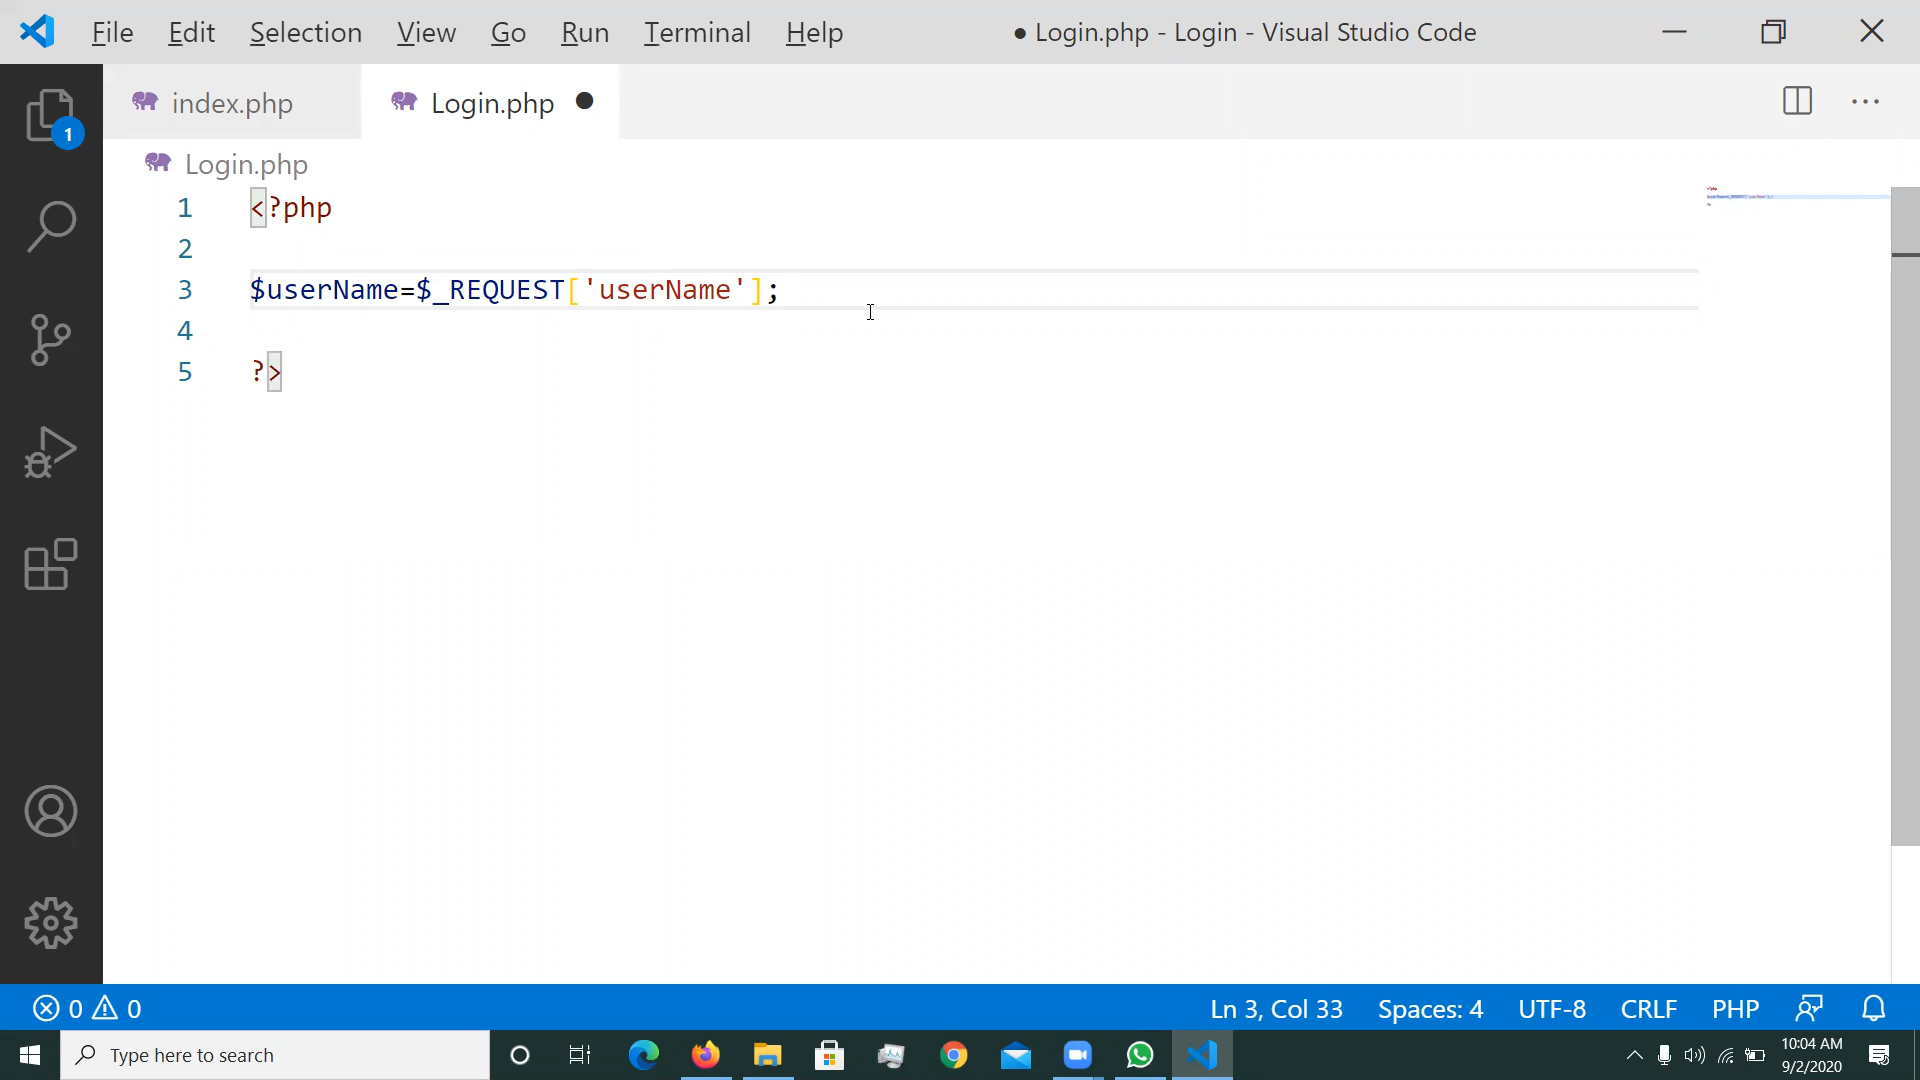 File Edit Selection View Go Run Terminal Help ● Login.php - Login - Visual Studio Code
index.php Login.php
1
Login.php
1 <?php
2
3 $userName=$_REQUEST['userName'];
4
5 ?>
0 0 Ln 3, Col 33 Spaces: 4 UTF-8 CRLF PHP
Type here to search 10:04 AM
9/2/2020